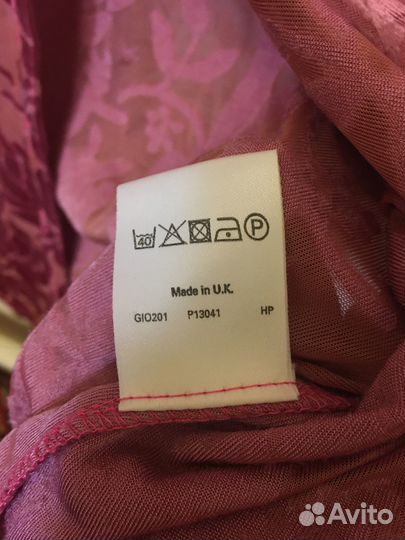 40 P
Made in U.K.
GIO201 P13041 HP
Avito